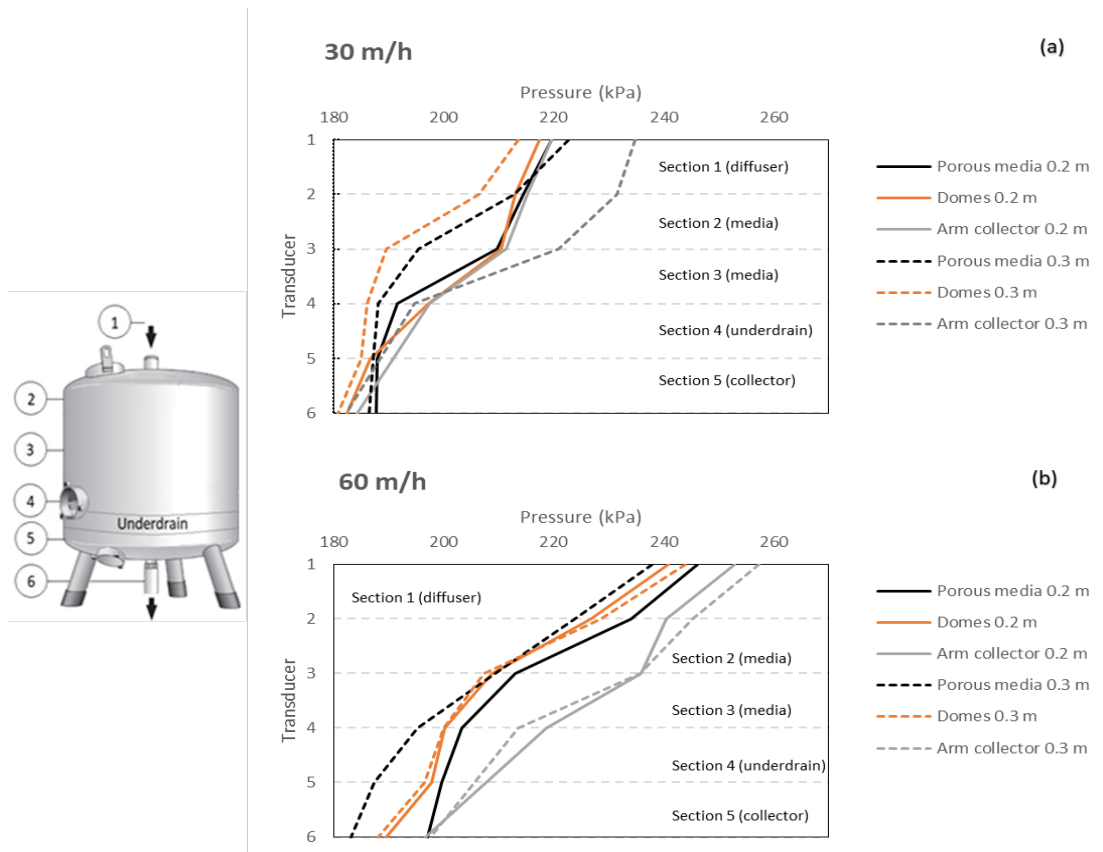 1
2
3
4
5
6
Underdrain
30 m/h
(a)
Pressure (kPa)
180 200 220 240 260
Transducer
1
2
3
4
5
6
Section 1 (diffuser)
Section 2 (media)
Section 3 (media)
Section 4 (underdrain)
Section 5 (collector)
Porous media 0.2 m
Domes 0.2 m
Arm collector 0.2 m
Porous media 0.3 m
Domes 0.3 m
Arm collector 0.3 m
60 m/h
(b)
Pressure (kPa)
180 200 220 240 260
Transducer
1
2
3
4
5
6
Section 1 (diffuser)
Section 2 (media)
Section 3 (media)
Section 4 (underdrain)
Section 5 (collector)
Porous media 0.2 m
Domes 0.2 m
Arm collector 0.2 m
Porous media 0.3 m
Domes 0.3 m
Arm collector 0.3 m